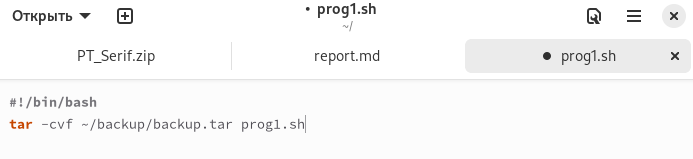 Открыть
• prog1.sh
~/
PT_Serif.zip
report.md
● prog1.sh
#!/bin/bash
tar -cvf ~/backup/backup.tar prog1.sh